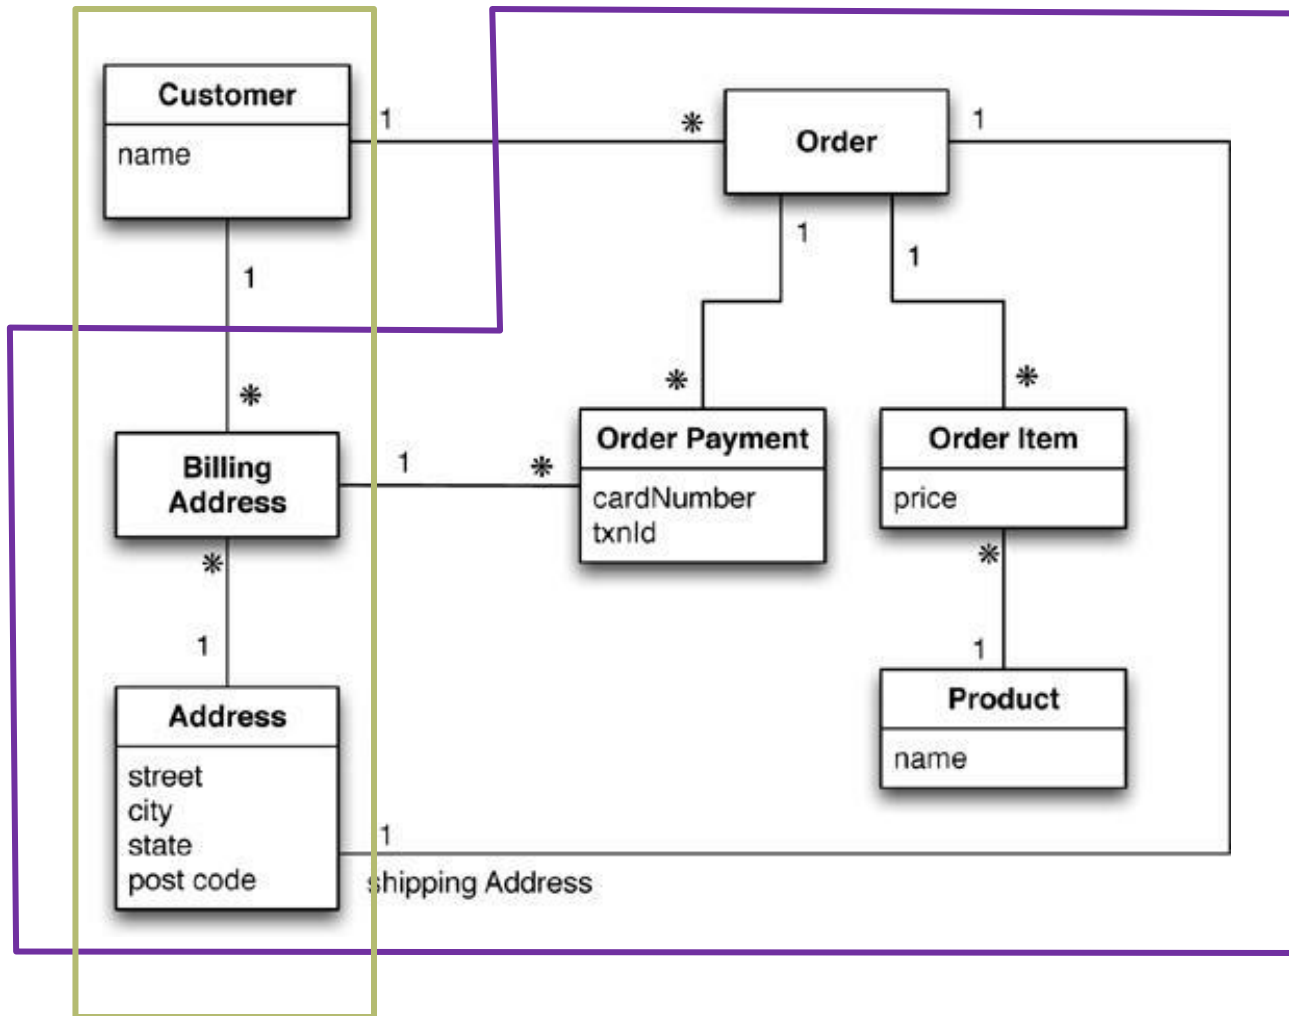 Customer
name
1
*
Order
1
1
1
1
*
*
*
Billing
Address
1
*
Order Payment
cardNumber
txnId
Order Item
price
*
1
*
1
Address
street
city
state
post code
Product
name
1
shipping Address